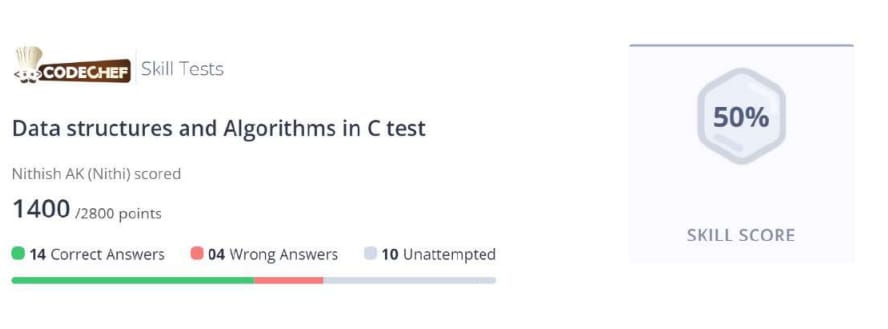 CODECHEF Skill Tests
Data structures and Algorithms in C test
Nithish AK (Nithi) scored
1400 /2800 points
14 Correct Answers 04 Wrong Answers 10 Unattempted
50%
SKILL SCORE